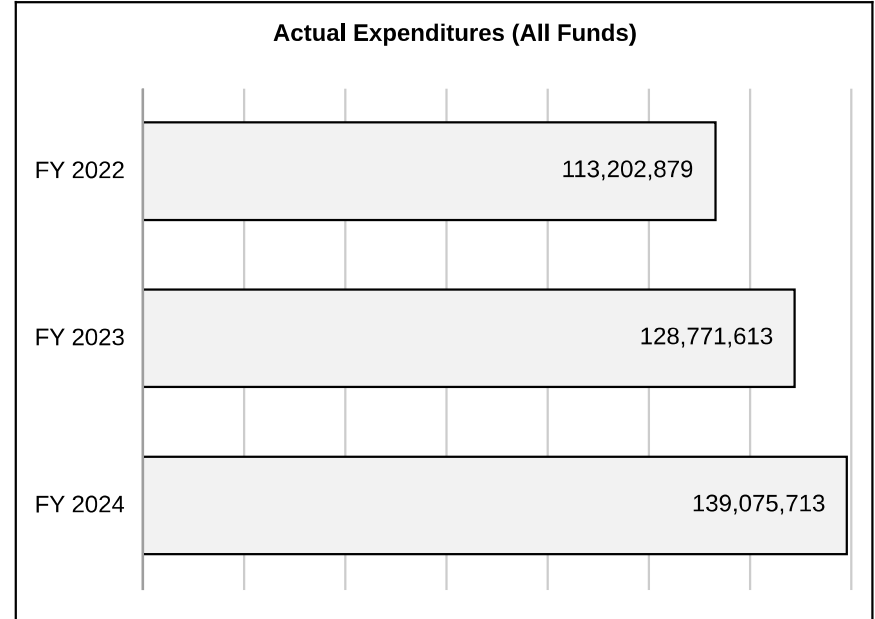 Actual Expenditures (All Funds)
FY 2022 113,202,879
FY 2023 128,771,613
FY 2024 139,075,713